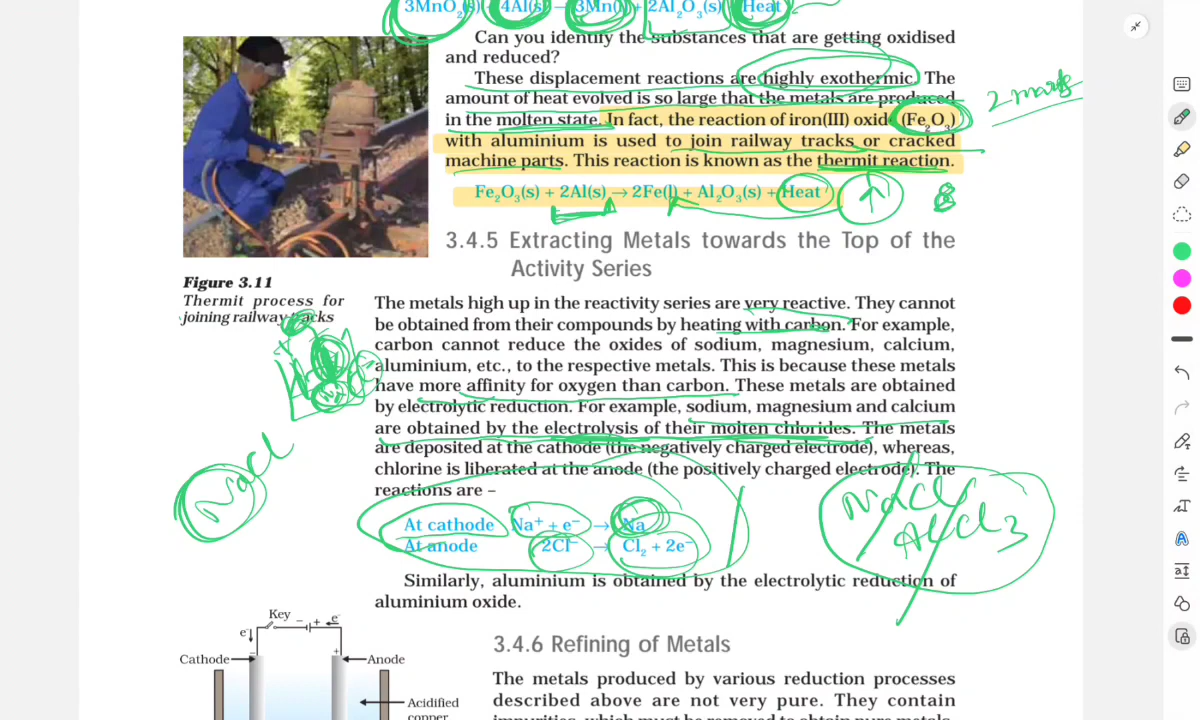 3MnO₂(s) + 4Al(s) → 3Mn(l) + 2Al₂O₃(s) + Heat
Can you identify the substances that are getting oxidised
and reduced?
These displacement reactions are highly exothermic. The
amount of heat evolved is so large that the metals are produced
in the molten state. In fact, the reaction of iron(III) oxide (Fe₂O₃)
with aluminium is used to join railway tracks or cracked
machine parts. This reaction is known as the thermit reaction.
Fe₂O₃(s) + 2Al(s) → 2Fe(l) + Al₂O₃(s) + Heat
2 marks
3.4.5 Extracting Metals towards the Top of the
Activity Series
Figure 3.11
Thermit process for
joining railway tracks
The metals high up in the reactivity series are very reactive. They cannot
be obtained from their compounds by heating with carbon. For example,
carbon cannot reduce the oxides of sodium, magnesium, calcium,
aluminium, etc., to the respective metals. This is because these metals
have more affinity for oxygen than carbon. These metals are obtained
by electrolytic reduction. For example, sodium, magnesium and calcium
are obtained by the electrolysis of their molten chlorides. The metals
are deposited at the cathode (the negatively charged electrode), whereas,
chlorine is liberated at the anode (the positively charged electrode). The
reactions are –
At cathode Na⁺ + e⁻ → Na
At anode 2Cl⁻ → Cl₂ + 2e⁻
NaCl
AlCl3
Similarly, aluminium is obtained by the electrolytic reduction of
aluminium oxide.
Key
− +
e⁻
e⁻
− +
Cathode
Anode
Acidified
copper
3.4.6 Refining of Metals
The metals produced by various reduction processes
described above are not very pure. They contain
impurities, which must be removed to obtain pure metals.